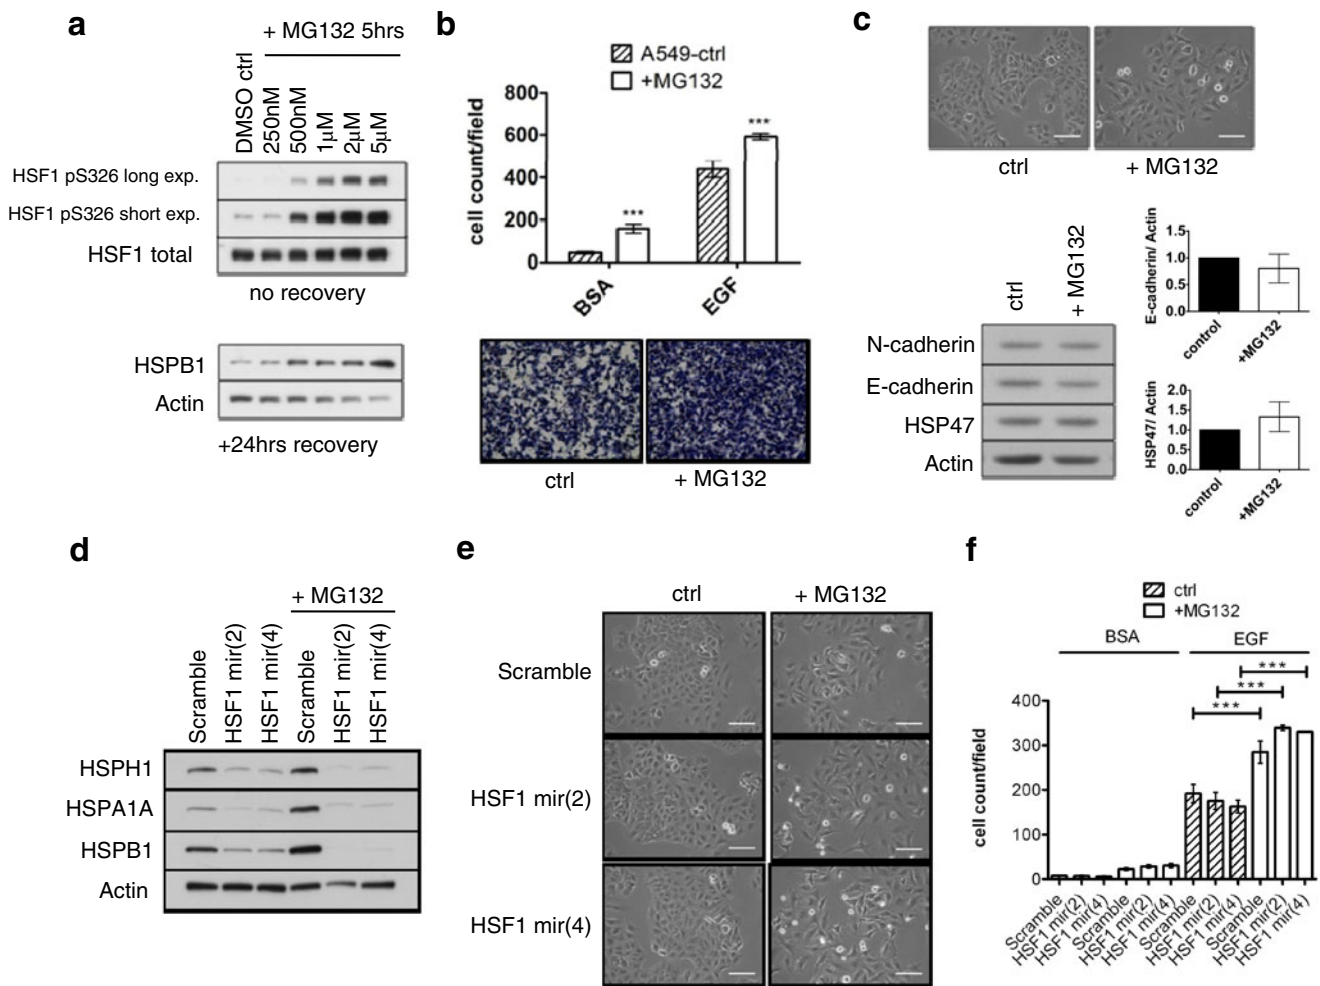 a
+ MG132 5hrs
DMSO ctrl
250nM
500nM
1µM
2µM
5µM
HSF1 pS326 long exp.
HSF1 pS326 short exp.
HSF1 total
no recovery
HSPB1
Actin
+24hrs recovery
b
A549-ctrl
+MG132
cell count/field
800
600
400
200
0
***
***
BSA
EGF
ctrl
+ MG132
c
ctrl
+ MG132
ctrl
+ MG132
N-cadherin
E-cadherin
HSP47
Actin
E-cadherin/ Actin
1.5
1.0
0.5
0.0
control
+MG132
HSP47/ Actin
2.0
1.5
1.0
0.5
0.0
control
+MG132
d
+ MG132
Scramble
HSF1 mir(2)
HSF1 mir(4)
Scramble
HSF1 mir(2)
HSF1 mir(4)
HSPH1
HSPA1A
HSPB1
Actin
e
ctrl
+ MG132
Scramble
HSF1 mir(2)
HSF1 mir(4)
f
ctrl
+MG132
BSA
EGF
***
***
***
cell count/field
400
300
200
100
0
Scramble
HSF1 mir(2)
HSF1 mir(4)
Scramble
HSF1 mir(2)
HSF1 mir(4)
Scramble
HSF1 mir(2)
HSF1 mir(4)
Scramble
HSF1 mir(2)
HSF1 mir(4)